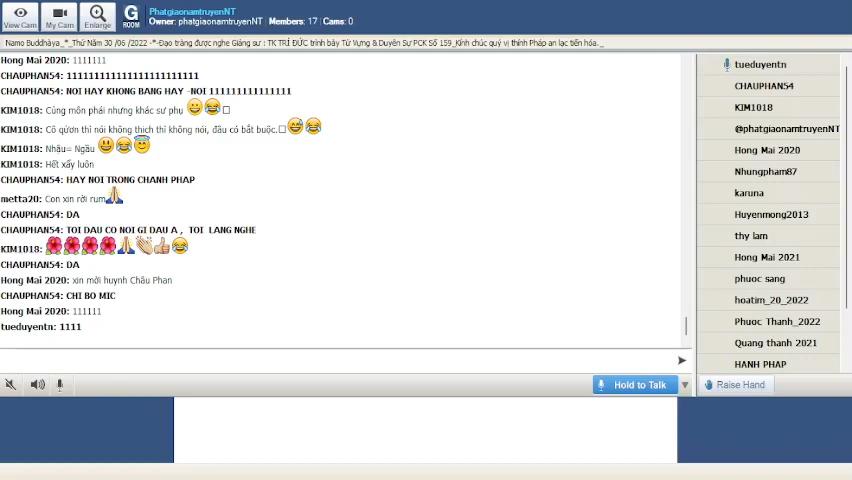 View Cam
My Cam
Enlarge
G
ROOM
PhatgiaonamtruyenNT
Owner: phatgiaonamtruyenNT | Members: 17 | Cams: 0
Namo Buddhàya_*_Thứ Năm 30 /06 /2022 -*-Đạo tràng được nghe Giảng sư : TK TRÍ ĐỨC trình bày Từ Vựng & Duyên Sự PCK Số 159_Kính chúc quý vị thính Pháp an lạc tiến hóa._
Hong Mai 2020: 1111111
CHAUPHAN54: 1111111111111111111111111
CHAUPHAN54: NOI HAY KHONG BANG HAY -NOI 111111111111111
KIM1018: Cùng môn phái nhưng khác sư phụ 😀😂
KIM1018: Cô qừơn thì nói không thịch thì không nói, đâu có bắt buộc. 😅😂
KIM1018: Nhậu= Ngầu 😃😂😇
KIM1018: Hết xẩy luôn
CHAUPHAN54: HAY NOI TRONG CHANH PHAP
metta20: Con xin rời rum🙏
CHAUPHAN54: DA
CHAUPHAN54: TOI DAU CO NOI GI DAU A , TOI LANG NGHE
KIM1018: 🌺🌺🌺🌺🙏👏👍😂
CHAUPHAN54: DA
Hong Mai 2020: xin mời huynh Châu Phan
CHAUPHAN54: CHI BO MIC
Hong Mai 2020: 111111
tueduyentn: 1111
tueduyentn
CHAUPHAN54
KIM1018
@phatgiaonamtruyenNT
Hong Mai 2020
Nhungpham87
karuna
Huyenmong2013
thy lam
Hong Mai 2021
phuoc sang
hoatim_20_2022
Phuoc Thanh_2022
Quang thanh 2021
HANH PHAP
Hold to Talk
Raise Hand